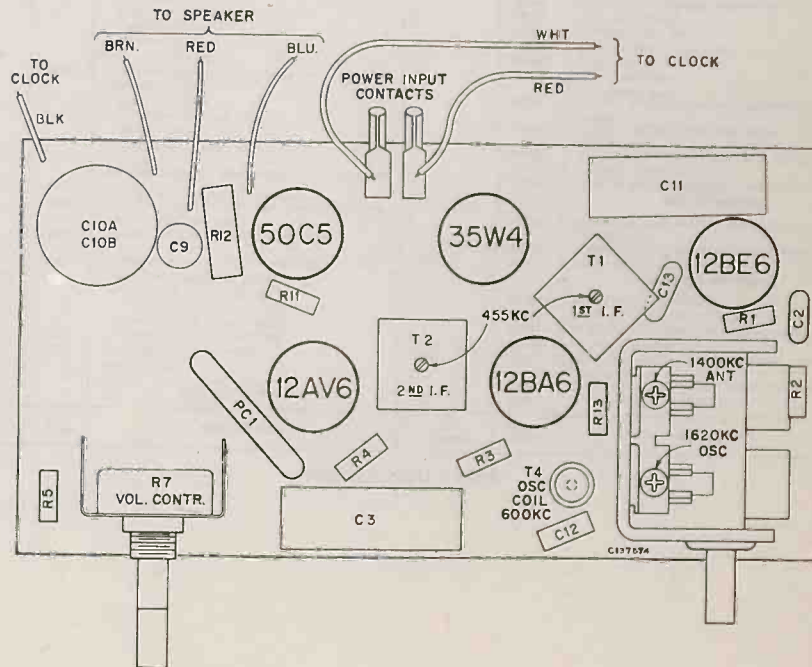 TO SPEAKER
BRN. RED BLU.
TO
CLOCK
BLK
POWER INPUT
CONTACTS
WHT
RED
TO CLOCK
C10A
C10B
C9
R12
50C5
35W4
C11
12BE6
T1
1ST I.F.
C13
R11
455KC
R1
C2
T2
2ND I.F.
12AV6
12BA6
PC1
R13
1400KC
ANT
R2
1620KC
OSC
R4
R3
T4
OSC
COIL
600KC
R5
R7
VOL. CONTR.
C3
C12
C137674